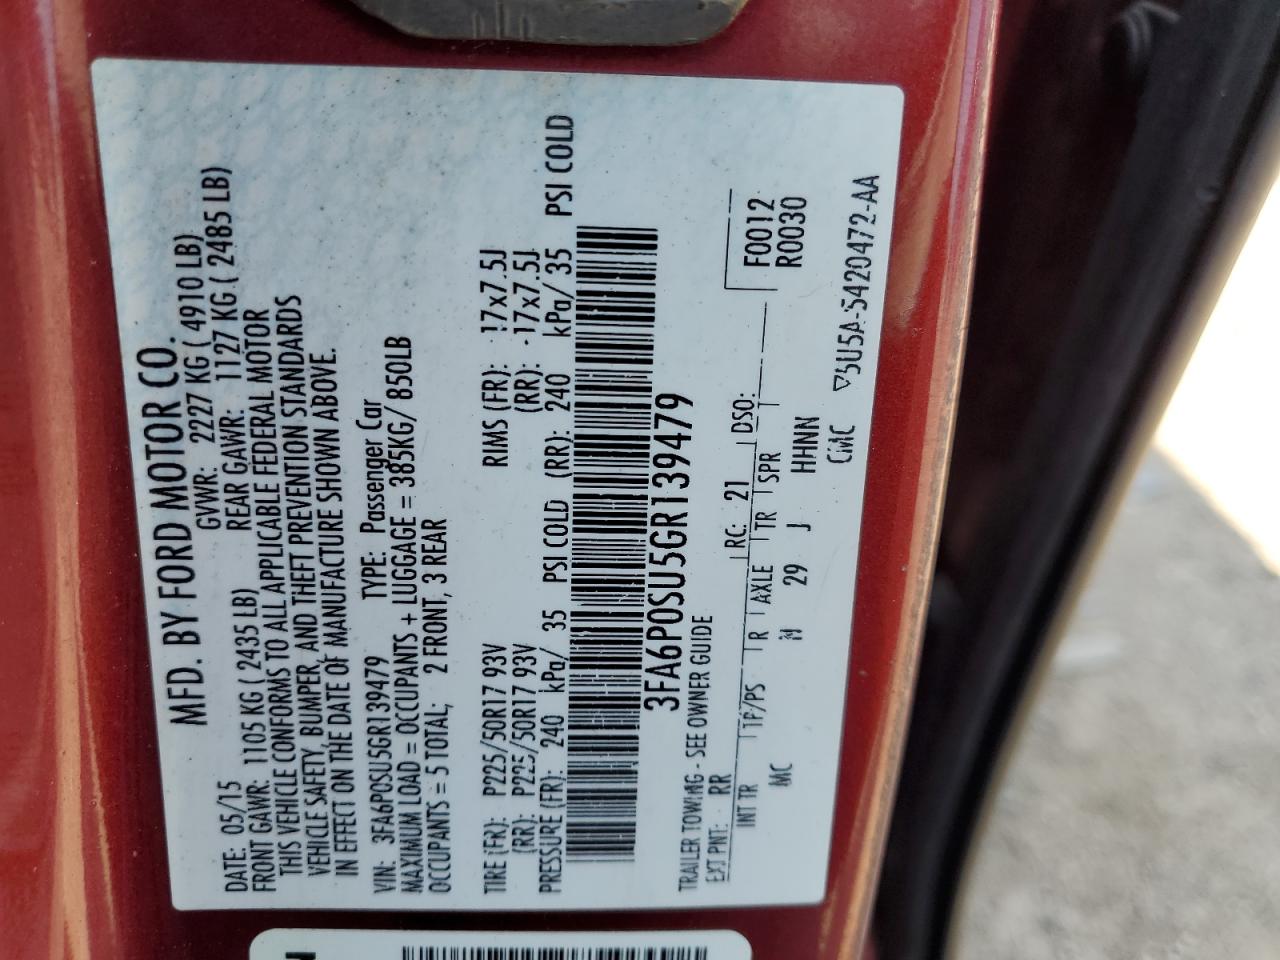 MFD. BY FORD MOTOR CO.
DATE: 05/15 GVWR: 2227 KG ( 4910 LB)
FRONT GAWR: 1105 KG ( 2435 LB) REAR GAWR: 1127 KG ( 2485 LB)
THIS VEHICLE CONFORMS TO ALL APPLICABLE FEDERAL MOTOR
VEHICLE SAFETY, BUMPER, AND THEFT PREVENTION STANDARDS
IN EFFECT ON THE DATE OF MANUFACTURE SHOWN ABOVE.
VIN: 3FA6P0SU5GR139479 TYPE: Passenger Car
MAXIMUM LOAD = OCCUPANTS + LUGGAGE = 385KG/ 850LB
OCCUPANTS = 5 TOTAL, 2 FRONT, 3 REAR
TIRE (FR): P225/50R17 93V RIMS (FR): 17x7.5J
(RR): P225/50R17 93V (RR): 17x7.5J
PRESSURE (FR): 240 kPa/ 35 PSI COLD (RR): 240 kPa/ 35 PSI COLD
3FA6P0SU5GR139479
TRAILER TOWING - SEE OWNER GUIDE
EXT PNT: RR RC: 21 DSO: F0012
R0030
INT TR TP/PS R AXLE TR SPR
MC N 29 J HHNN
CMC 5U5A-5420472-AA